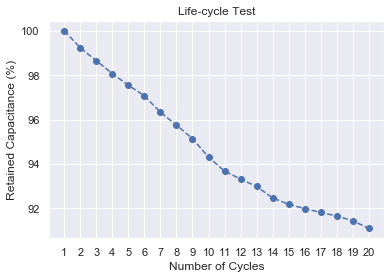 Life-cycle Test
Retained Capacitance (%)
100
98
96
94
92
1 2 3 4 5 6 7 8 9 10 11 12 13 14 15 16 17 18 19 20
Number of Cycles